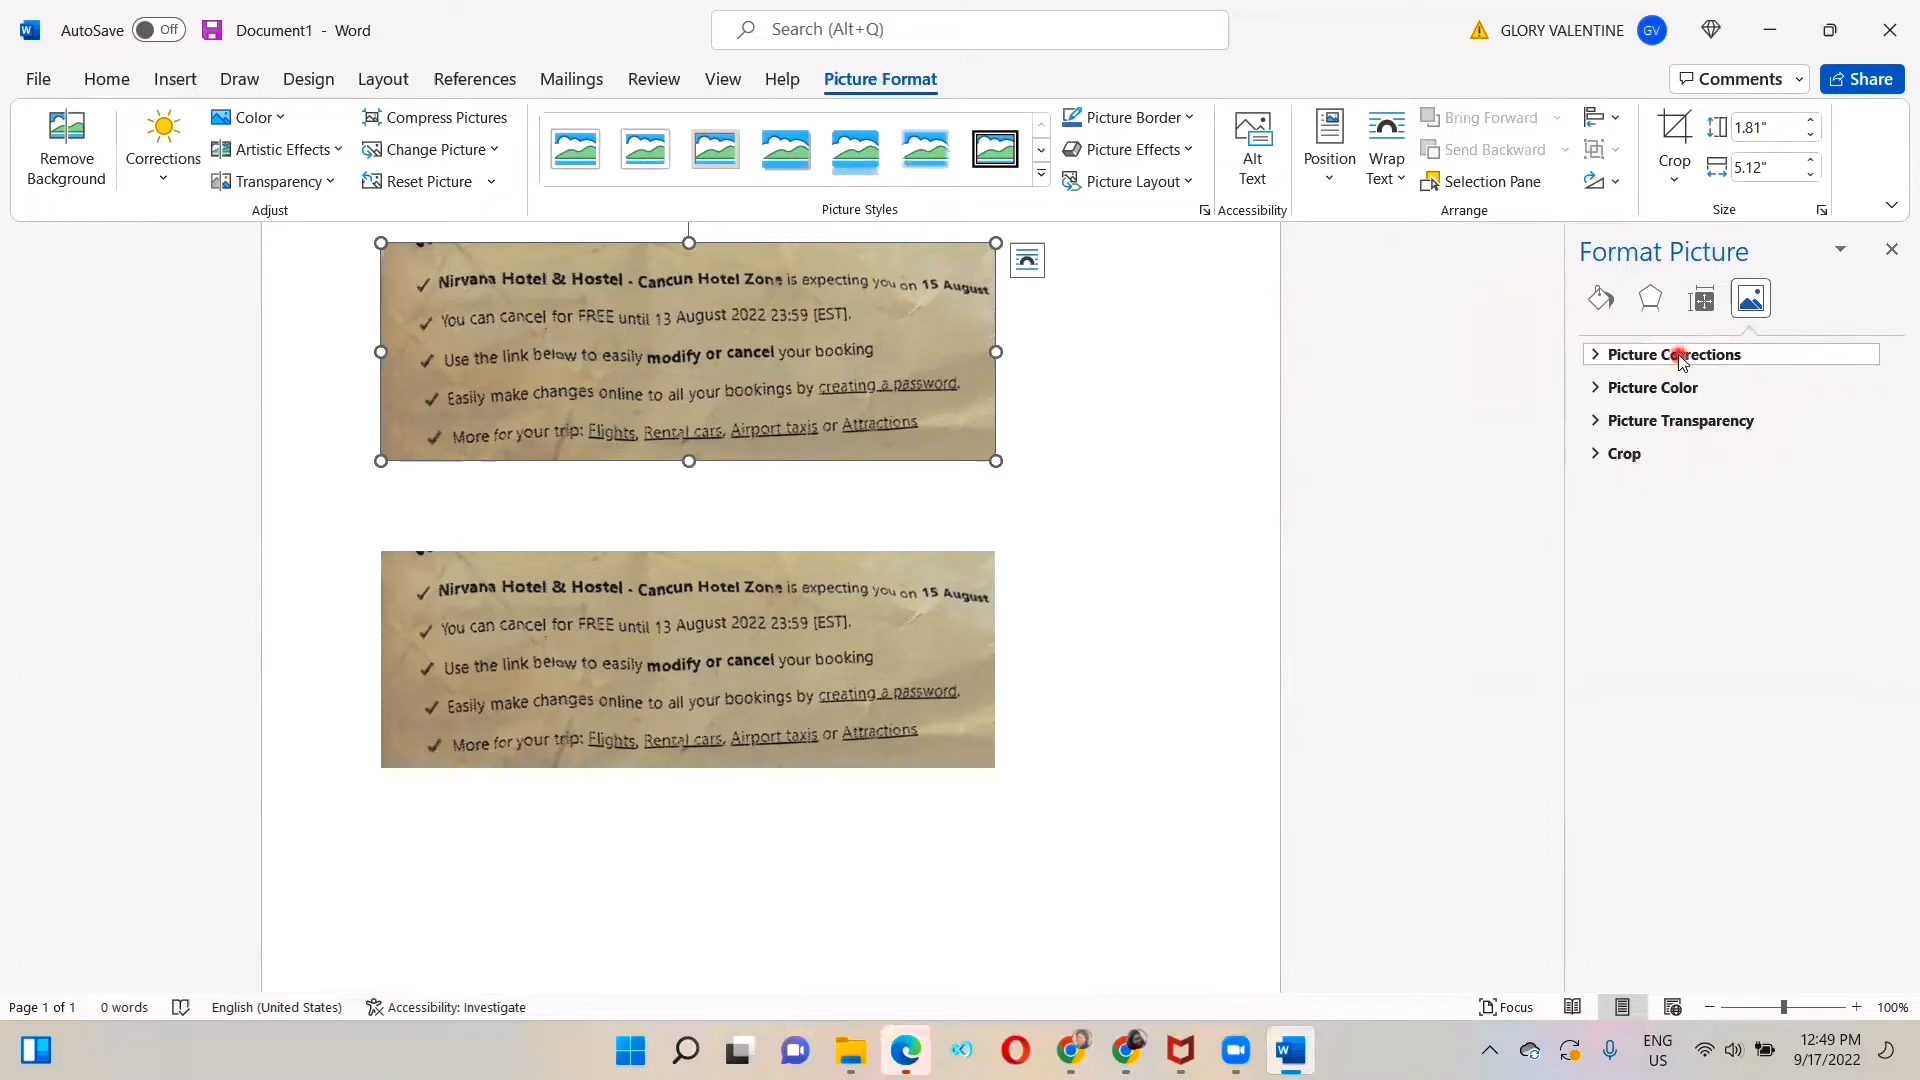 AutoSave Off Document1 - Word
Search (Alt+Q)
GLORY VALENTINE GV
File Home Insert Draw Design Layout References Mailings Review View Help Picture Format
Comments Share
Remove Background
Corrections
Color
Artistic Effects
Transparency
Compress Pictures
Change Picture
Reset Picture
Adjust
Picture Styles
Picture Border
Picture Effects
Picture Layout
Alt Text
Accessibility
Position
Wrap Text
Bring Forward
Send Backward
Selection Pane
Arrange
Crop
1.81"
5.12"
Size
Format Picture
Picture Corrections
Picture Color
Picture Transparency
Crop
✓ Nirvana Hotel & Hostel - Cancun Hotel Zone is expecting you on 15 August
✓ You can cancel for FREE until 13 August 2022 23:59 [EST].
✓ Use the link below to easily modify or cancel your booking
✓ Easily make changes online to all your bookings by creating a password.
✓ More for your trip: Flights, Rental cars, Airport taxis or Attractions
✓ Nirvana Hotel & Hostel - Cancun Hotel Zone is expecting you on 15 August
✓ You can cancel for FREE until 13 August 2022 23:59 [EST].
✓ Use the link below to easily modify or cancel your booking
✓ Easily make changes online to all your bookings by creating a password.
✓ More for your trip: Flights, Rental cars, Airport taxis or Attractions
Page 1 of 1 0 words English (United States) Accessibility: Investigate
Focus 100%
ENG US
12:49 PM
9/17/2022